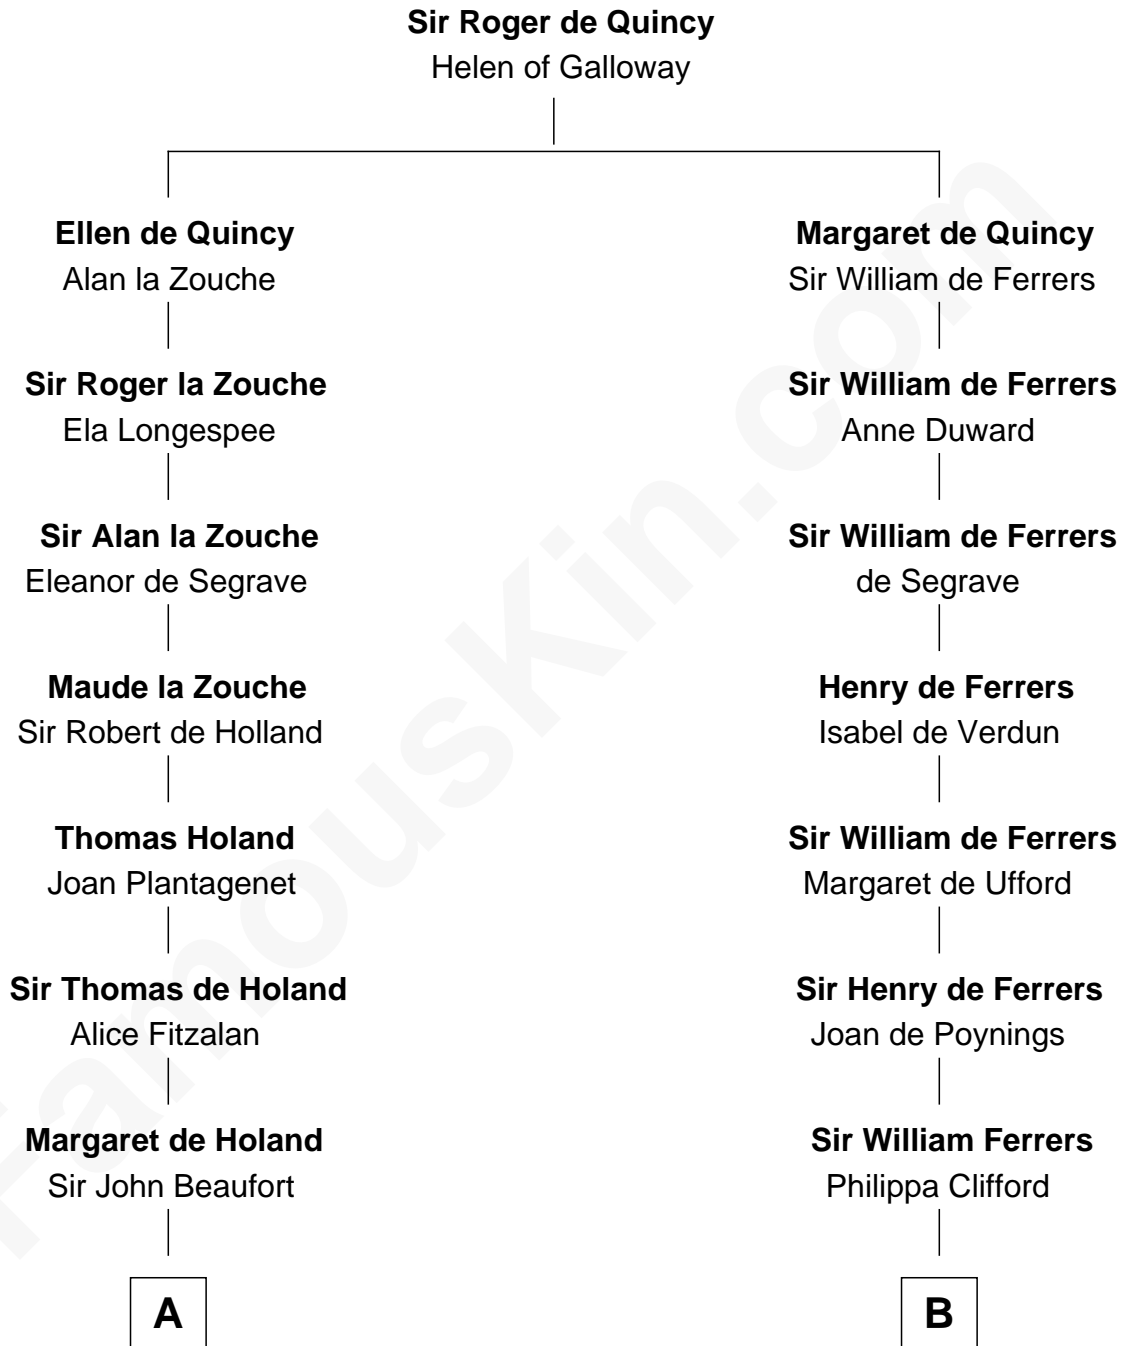 Sir Roger de Quincy
Helen of Galloway
Ellen de Quincy
Alan la Zouche
Margaret de Quincy
Sir William de Ferrers
Sir Roger la Zouche
Ela Longespee
Sir William de Ferrers
Anne Duward
Sir Alan la Zouche
Eleanor de Segrave
Sir William de Ferrers
de Segrave
Maude la Zouche
Sir Robert de Holland
Henry de Ferrers
Isabel de Verdun
Thomas Holand
Joan Plantagenet
Sir William de Ferrers
Margaret de Ufford
Sir Thomas de Holand
Alice Fitzalan
Sir Henry de Ferrers
Joan de Poynings
Margaret de Holand
Sir John Beaufort
Sir William Ferrers
Philippa Clifford
A
B
FamousKin.com